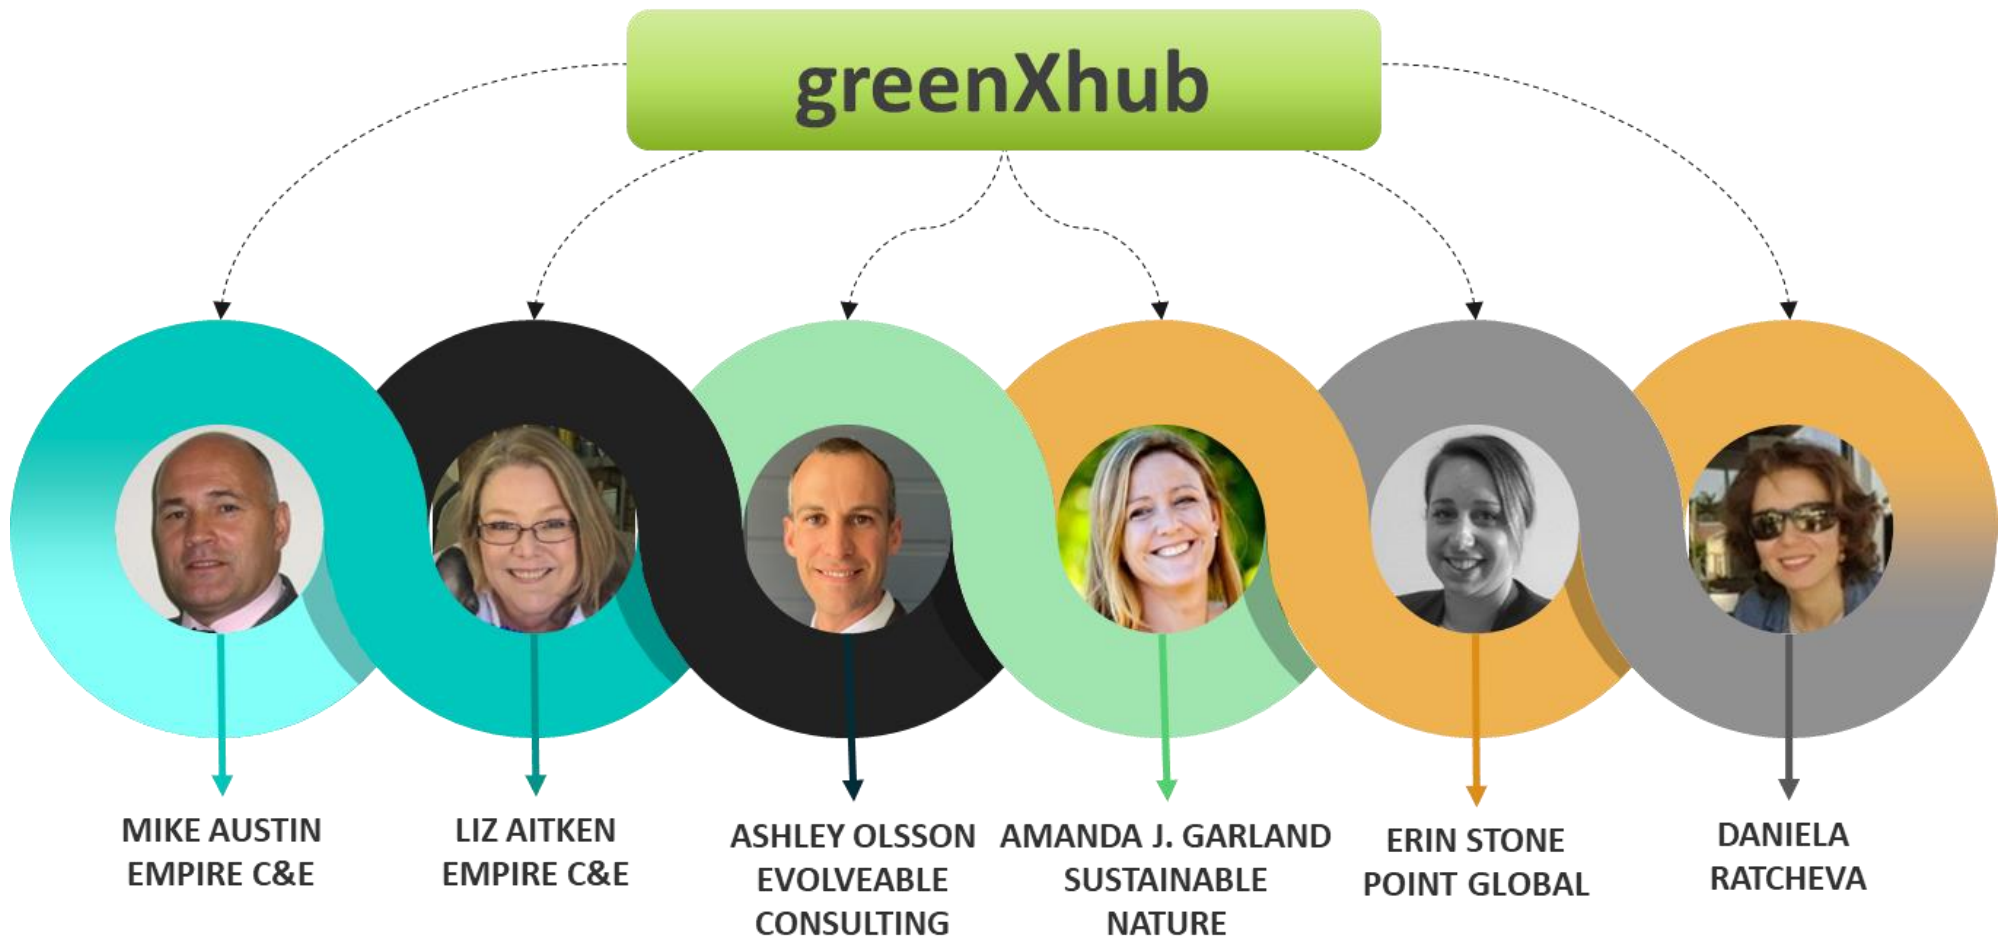 greenXhub
MIKE AUSTIN
EMPIRE C&E
LIZ AITKEN
EMPIRE C&E
ASHLEY OLSSON
EVOLVEABLE
CONSULTING
AMANDA J. GARLAND
SUSTAINABLE
NATURE
ERIN STONE
POINT GLOBAL
DANIELA
RATCHEVA